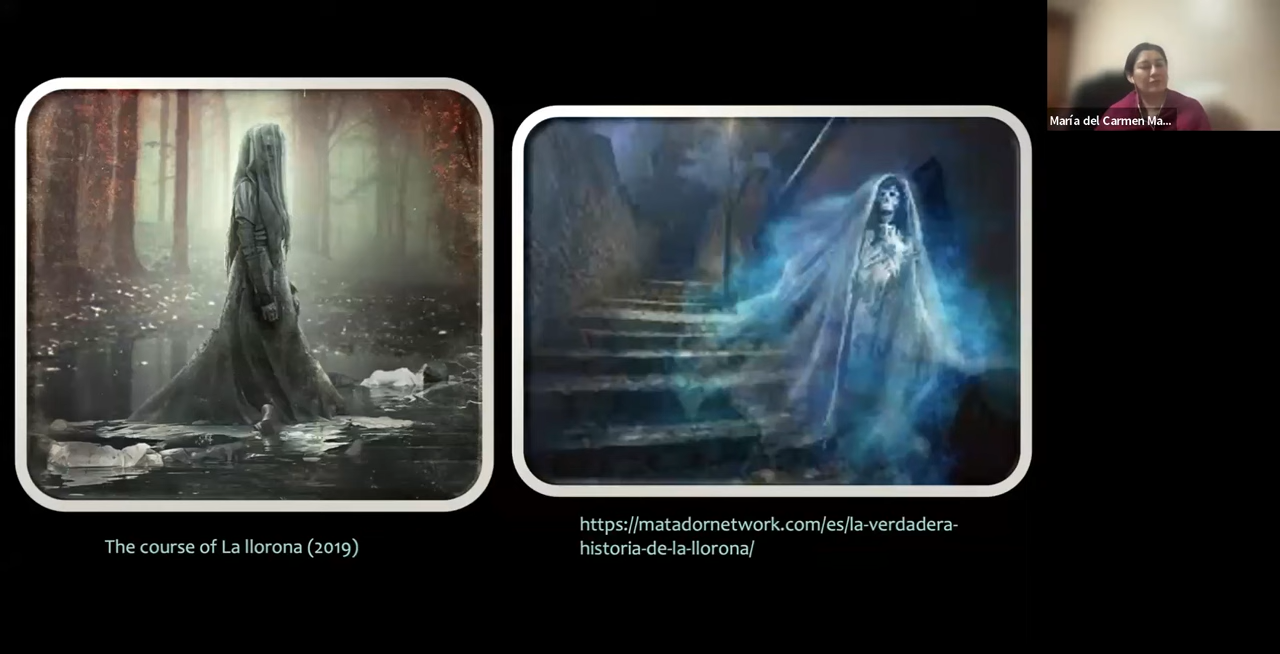 María del Carmen Ma...
The course of La llorona (2019)
https://matadornetwork.com/es/la-verdadera-
historia-de-la-llorona/